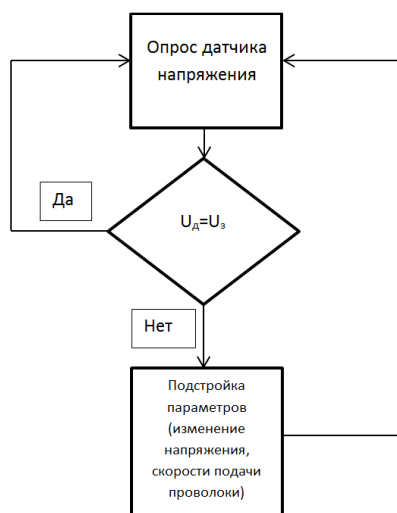 Опрос датчика
напряжения
Да
Uд=Uз
Нет
Подстройка
параметров
(изменение
напряжения,
скорости подачи
проволоки)